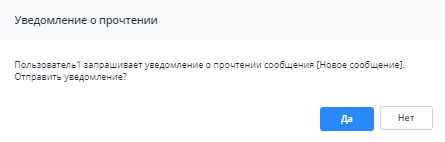 Уведомление о прочтении
Пользователь1 запрашивает уведомление о прочтении сообщения [Новое сообщение].
Отправить уведомление?
Да
Нет